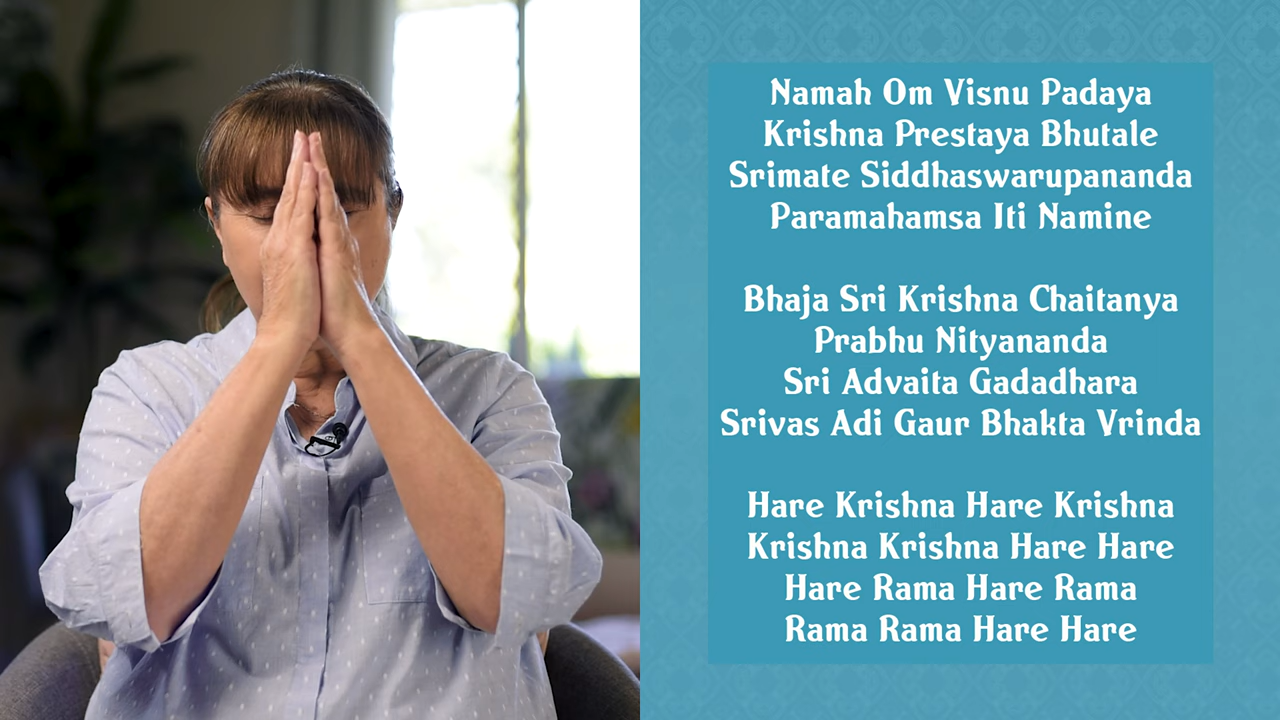 Namah Om Visnu Padaya
Krishna Prestaya Bhutale
Srimate Siddhaswarupananda
Paramahamsa Iti Namine
Bhaja Sri Krishna Chaitanya
Prabhu Nityananda
Sri Advaita Gadadhara
Srivas Adi Gaur Bhakta Vrinda
Hare Krishna Hare Krishna
Krishna Krishna Hare Hare
Hare Rama Hare Rama
Rama Rama Hare Hare